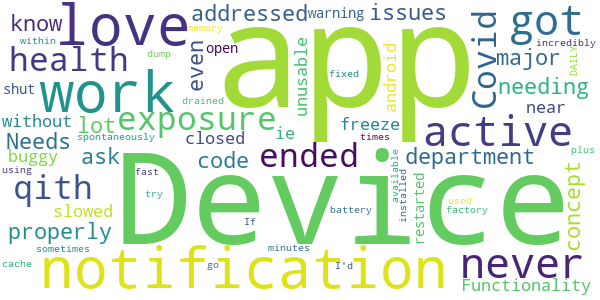 know love addressed warning issues got
health app Covid within memory open incredibly
even unusable android major
shut work dump fixed DAILY needing
drained
without lot exposure ie freeze active near
spontaneously closed times
Needs ask code ended department
buggy Device concept
using qith fast available installed restarted plus
slowed try If battery used factory
properly notification minutes never
sometimes Functionality
cache go I'd